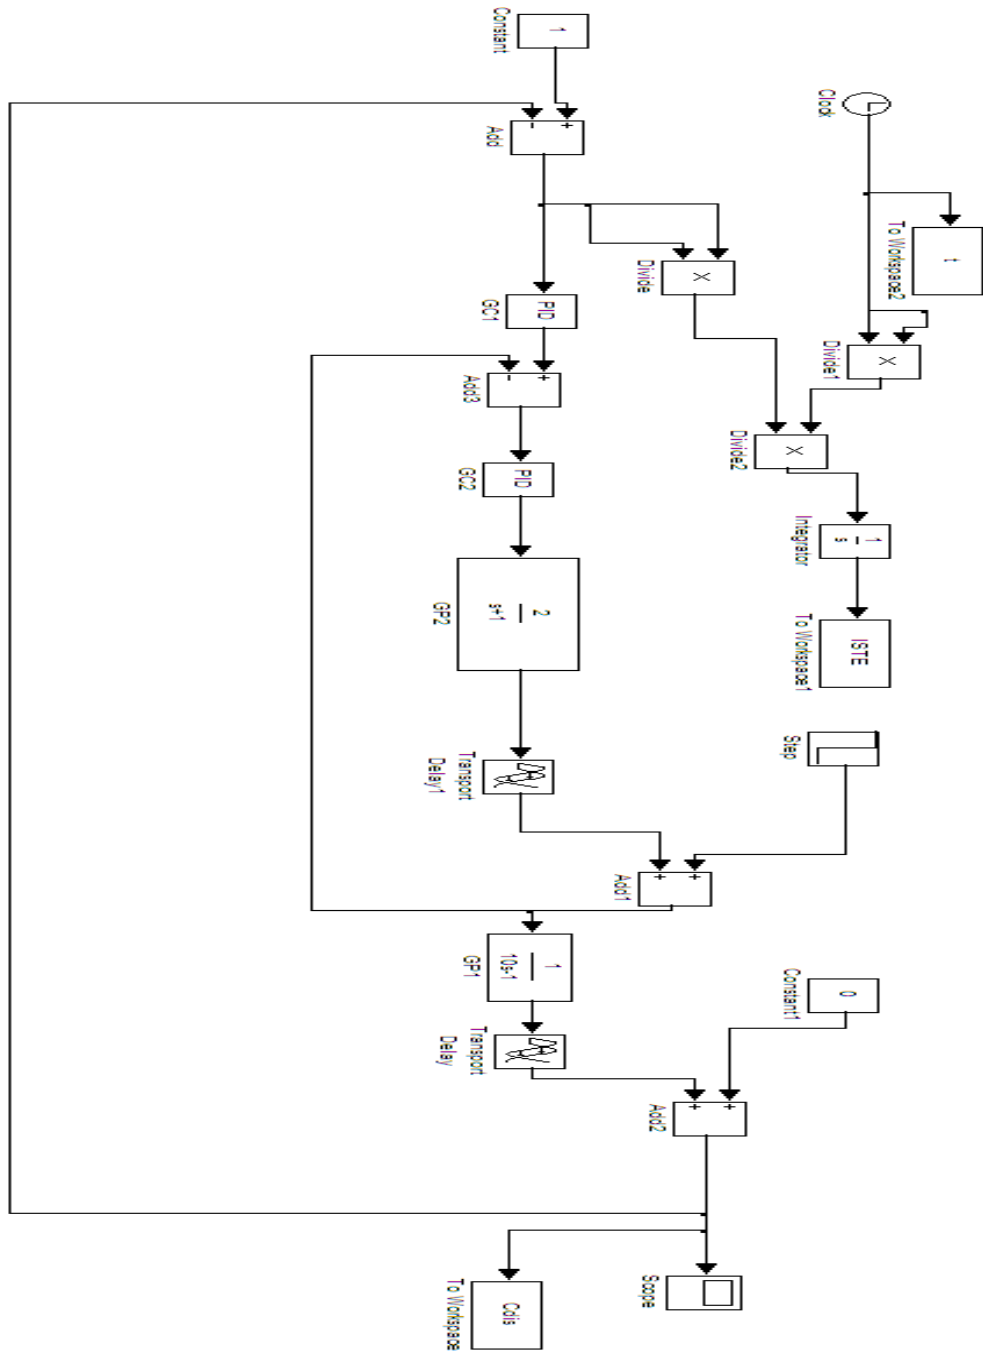 1
Constant
Clock
+
-
Add
t
To Workspace2
X
Divide
PID
GC1
X
Divide1
+
-
Add3
X
Divide2
PID
GC2
1
s
Integrator
2
s+1
GP2
ISTE
To Workspace1
Step
Transport
Delay1
+
+
Add1
1
10s-1
GP1
0
Constant1
Transport
Delay
+
+
Add2
Scope
Cdis
To Workspace